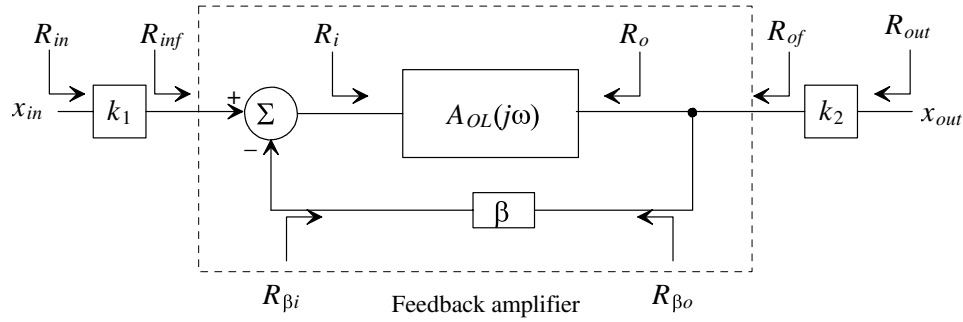 R_in R_inf R_i R_o R_of R_out
x_in k_1 + Σ A_OL(jω) k_2 x_out
−
β
R_βi R_βo
Feedback amplifier